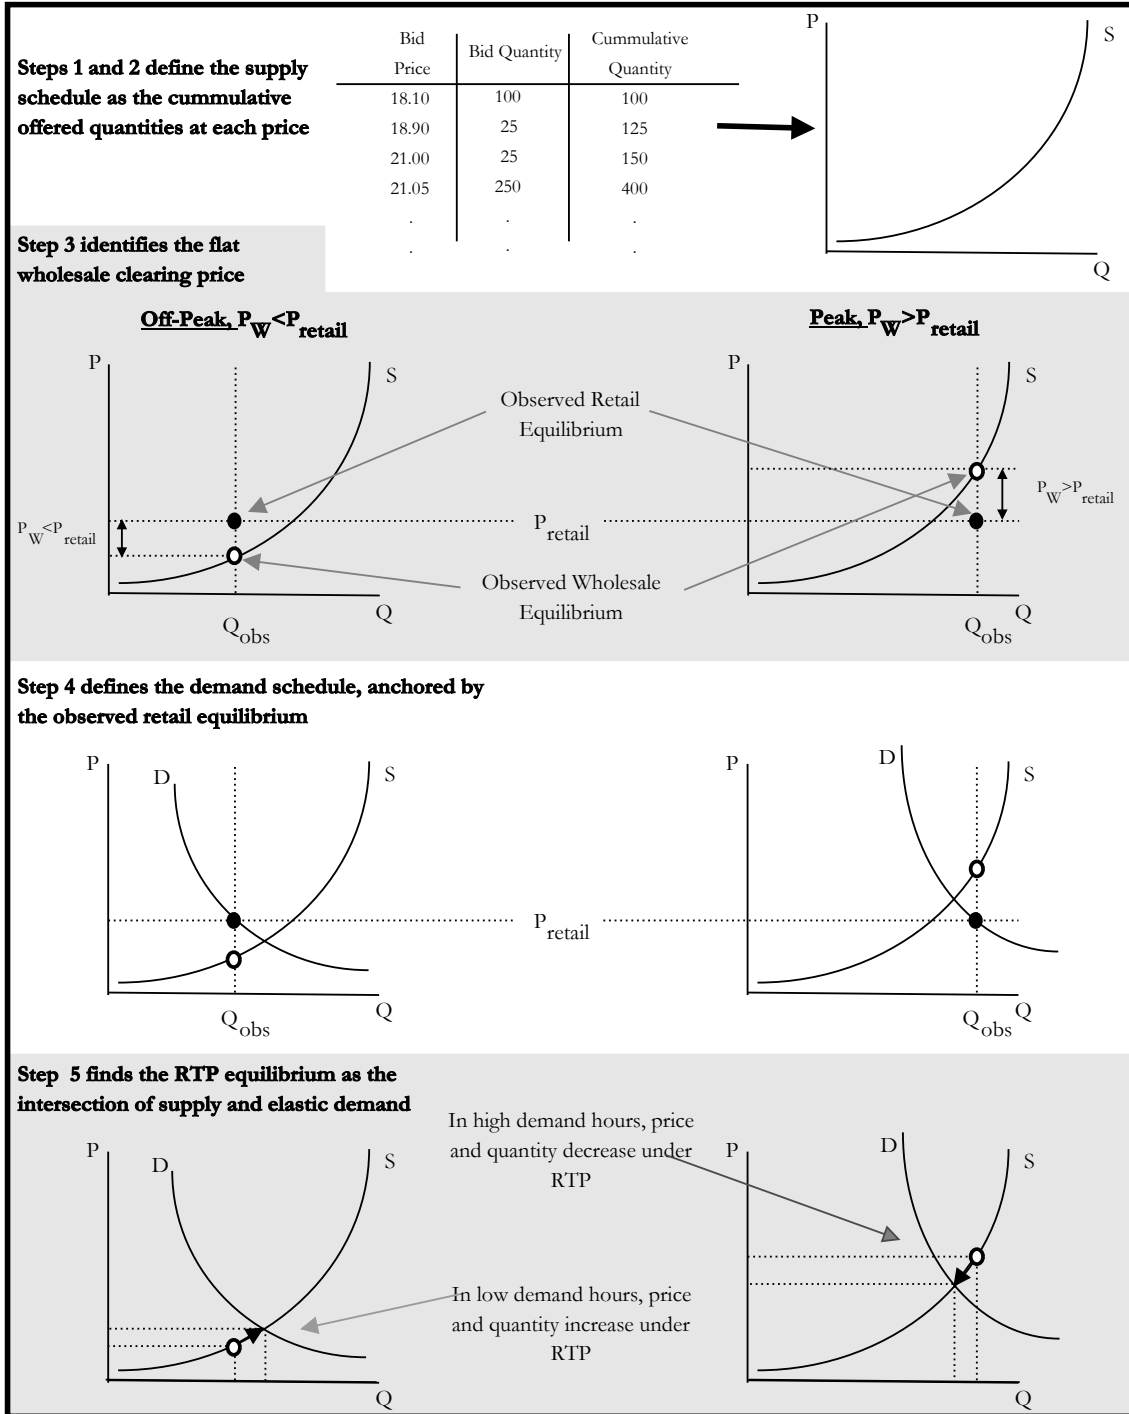 Steps 1 and 2 define the supply
schedule as the cummulative
offered quantities at each price
Bid
Price
Bid Quantity
Cummulative
Quantity
18.10 100 100
18.90 25 125
21.00 25 150
21.05 250 400
. . .
. . .
P
S
Q
Step 3 identifies the flat
wholesale clearing price
Off-Peak, PW<Pretail
Peak, PW>Pretail
P
S
Observed Retail
Equilibrium
P
S
PW<Pretail
Pretail
PW>Pretail
Observed Wholesale
Equilibrium
Q
Qobs
Q
Qobs
Step 4 defines the demand schedule, anchored by
the observed retail equilibrium
P
D
S
P
D
S
Pretail
Q
Qobs
Q
Qobs
Step 5 finds the RTP equilibrium as the
intersection of supply and elastic demand
In high demand hours, price
and quantity decrease under
RTP
P
D
S
P
D
S
In low demand hours, price
and quantity increase under
RTP
Q
Q